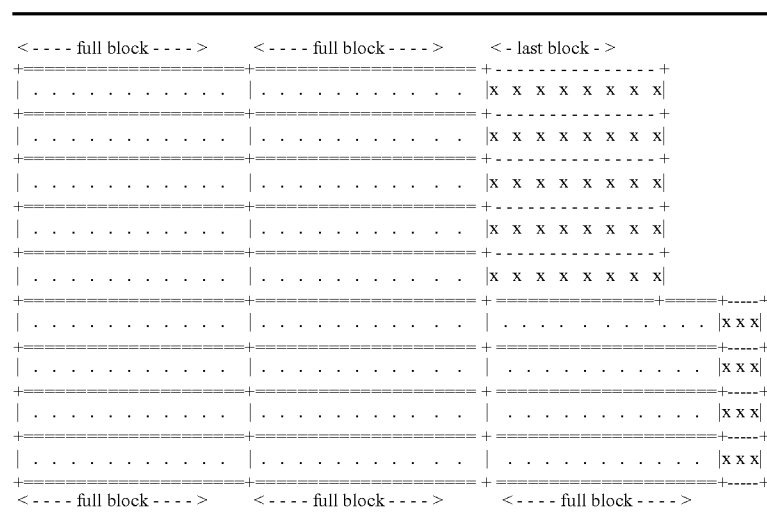 <- - - - full block - - - - > <- - - - full block - - - - > <- last block - >
+=====================+===================== + - - - - - - - - - - - - - - - +
| . . . . . . . . . . . | . . . . . . . . . . . |x x x x x x x x|
+=====================+===================== + - - - - - - - - - - - - - - - +
| . . . . . . . . . . . | . . . . . . . . . . . |x x x x x x x x|
+=====================+===================== + - - - - - - - - - - - - - - - +
| . . . . . . . . . . . | . . . . . . . . . . . |x x x x x x x x|
+=====================+===================== + - - - - - - - - - - - - - - - +
| . . . . . . . . . . . | . . . . . . . . . . . |x x x x x x x x|
+=====================+===================== + - - - - - - - - - - - - - - - +
| . . . . . . . . . . . | . . . . . . . . . . . |x x x x x x x x|
+=====================+===================== + ===============+=====+-----+
| . . . . . . . . . . . | . . . . . . . . . . . | . . . . . . . . . . . . |x x x|
+=====================+===================== + =====================+-----+
| . . . . . . . . . . . | . . . . . . . . . . . | . . . . . . . . . . . |x x x|
+=====================+===================== + =====================+-----+
| . . . . . . . . . . . | . . . . . . . . . . . | . . . . . . . . . . . |x x x|
+=====================+===================== + =====================+-----+
| . . . . . . . . . . . | . . . . . . . . . . . | . . . . . . . . . . . |x x x|
+=====================+===================== + =====================+-----+
<- - - - full block - - - - > <- - - - full block - - - - > <- - - - full block - - - - >